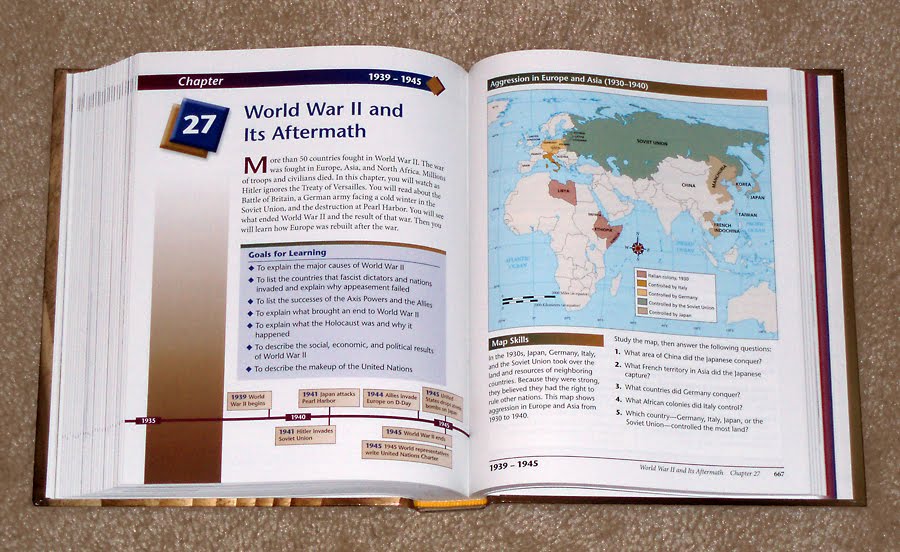 Chapter
1939 – 1945
27
World War II and
Its Aftermath
More than 50 countries fought in World War II. The war
was fought in Europe, Asia, and North Africa. Millions
of troops and civilians died. In this chapter, you will watch as
Hitler ignores the Treaty of Versailles. You will read about the
Battle of Britain, a German army facing a cold winter in the
Soviet Union, and the destruction at Pearl Harbor. You will see
what ended World War II and the result of that war. Then you
will learn how Europe was rebuilt after the war.
Goals for Learning
◆ To explain the major causes of World War II
◆ To list the countries that fascist dictators and nations
invaded and explain why appeasement failed
◆ To list the successes of the Axis Powers and the Allies
◆ To explain what brought an end to World War II
◆ To explain what the Holocaust was and why it
happened
◆ To describe the social, economic, and political results
of World War II
◆ To describe the makeup of the United Nations
1939 World
War II begins
1941 Japan attacks
Pearl Harbor
1944 Allies invade
Europe on D-Day
1945 United
States drops atomic
bombs on Japan
1935
1940
1945
1941 Hitler invades
Soviet Union
1945 World War II ends
1945 1945 World representatives
write United Nations Charter
Aggression in Europe and Asia (1930–1940)
SOVIET UNION
MANCHURIA
CHINA
KOREA
JAPAN
TAIWAN
FRENCH
INDOCHINA
LIBYA
ERITREA
ETHIOPIA
ATLANTIC
OCEAN
PACIFIC
OCEAN
INDIAN
OCEAN
N
S
Italian colony, 1930
Controlled by Italy
Controlled by Germany
Controlled by the Soviet Union
Controlled by Japan
Map Skills
In the 1930s, Japan, Germany, Italy,
and the Soviet Union took over the
land and resources of neighboring
countries. Because they were strong,
they believed they had the right to
rule other nations. This map shows
aggression in Europe and Asia from
1930 to 1940.
Study the map, then answer the following questions:
1. What area of China did the Japanese conquer?
2. What French territory in Asia did the Japanese
capture?
3. What countries did Germany conquer?
4. What African colonies did Italy control?
5. Which country—Germany, Italy, Japan, or the
Soviet Union—controlled the most land?
1939 – 1945
World War II and Its Aftermath Chapter 27 667